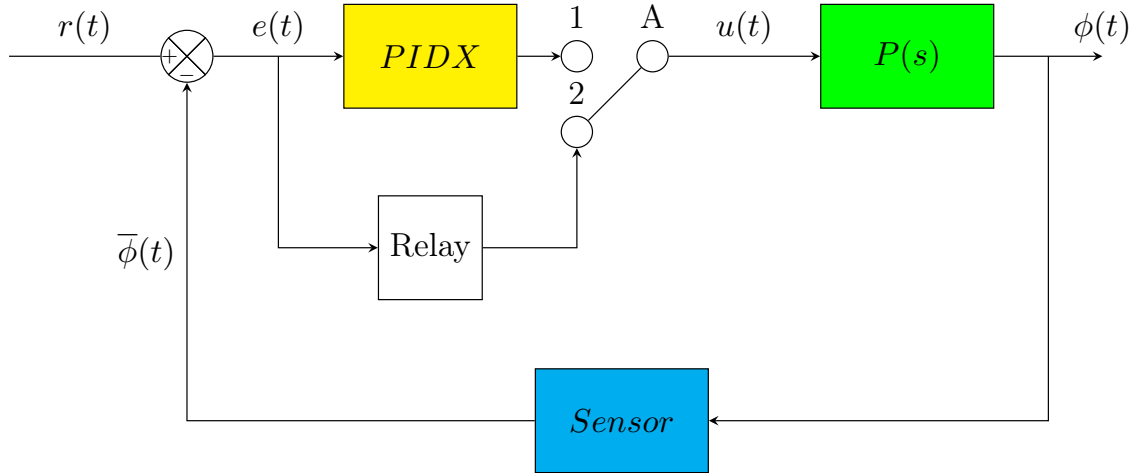 r(t)
+
−
e(t)
PIDX
1
2
A
u(t)
P(s)
ϕ(t)
Relay
ϕ̅(t)
Sensor